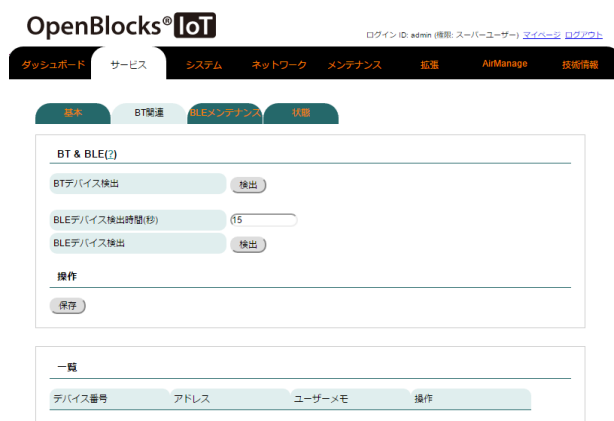 OpenBlocks® IoT
ログイン ID: admin (権限: スーパーユーザー) マイページ ログアウト
ダッシュボード サービス システム ネットワーク メンテナンス 拡張 AirManage 技術情報
基本 BT関連 BLEメンテナンス 状態
BT & BLE(?)
BTデバイス検出 検出
BLEデバイス検出時間(秒) 15
BLEデバイス検出 検出
操作
保存
一覧
デバイス番号 アドレス ユーザーメモ 操作